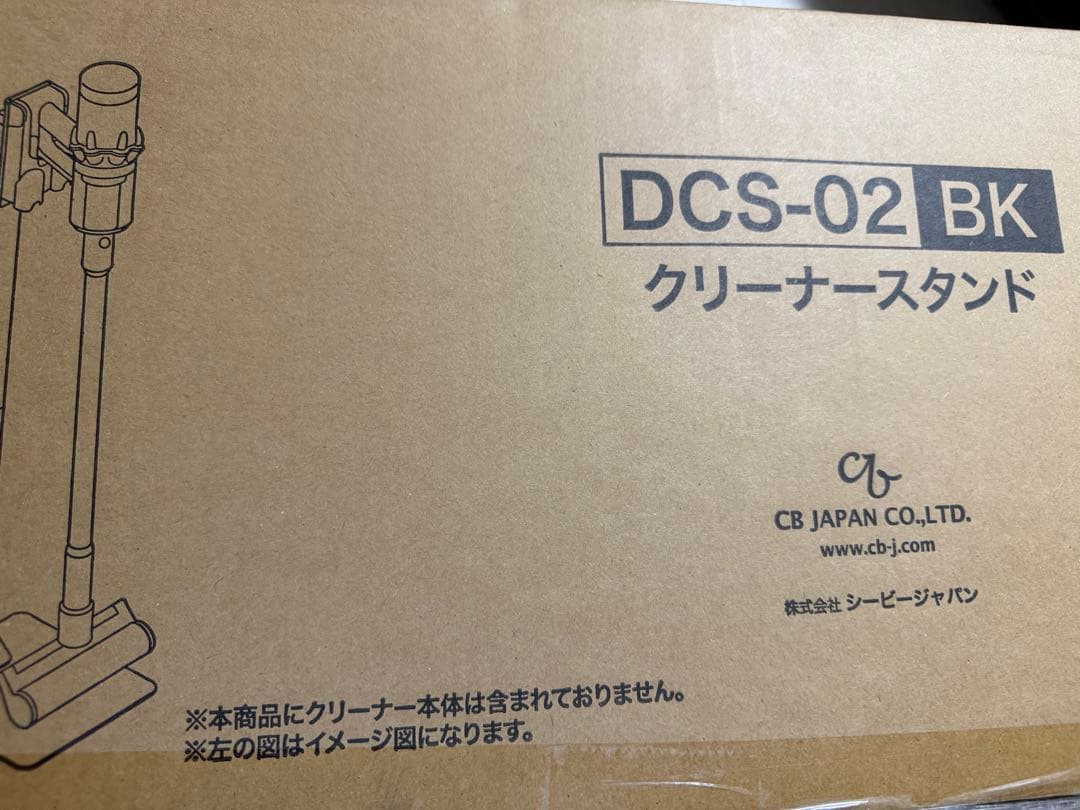 DCS-02 BK
クリーナースタンド
cb
CB JAPAN CO.,LTD.
www.cb-j.com
株式会社 シービージャパン
※本商品にクリーナー本体は含まれておりません。
※左の図はイメージ図になります。